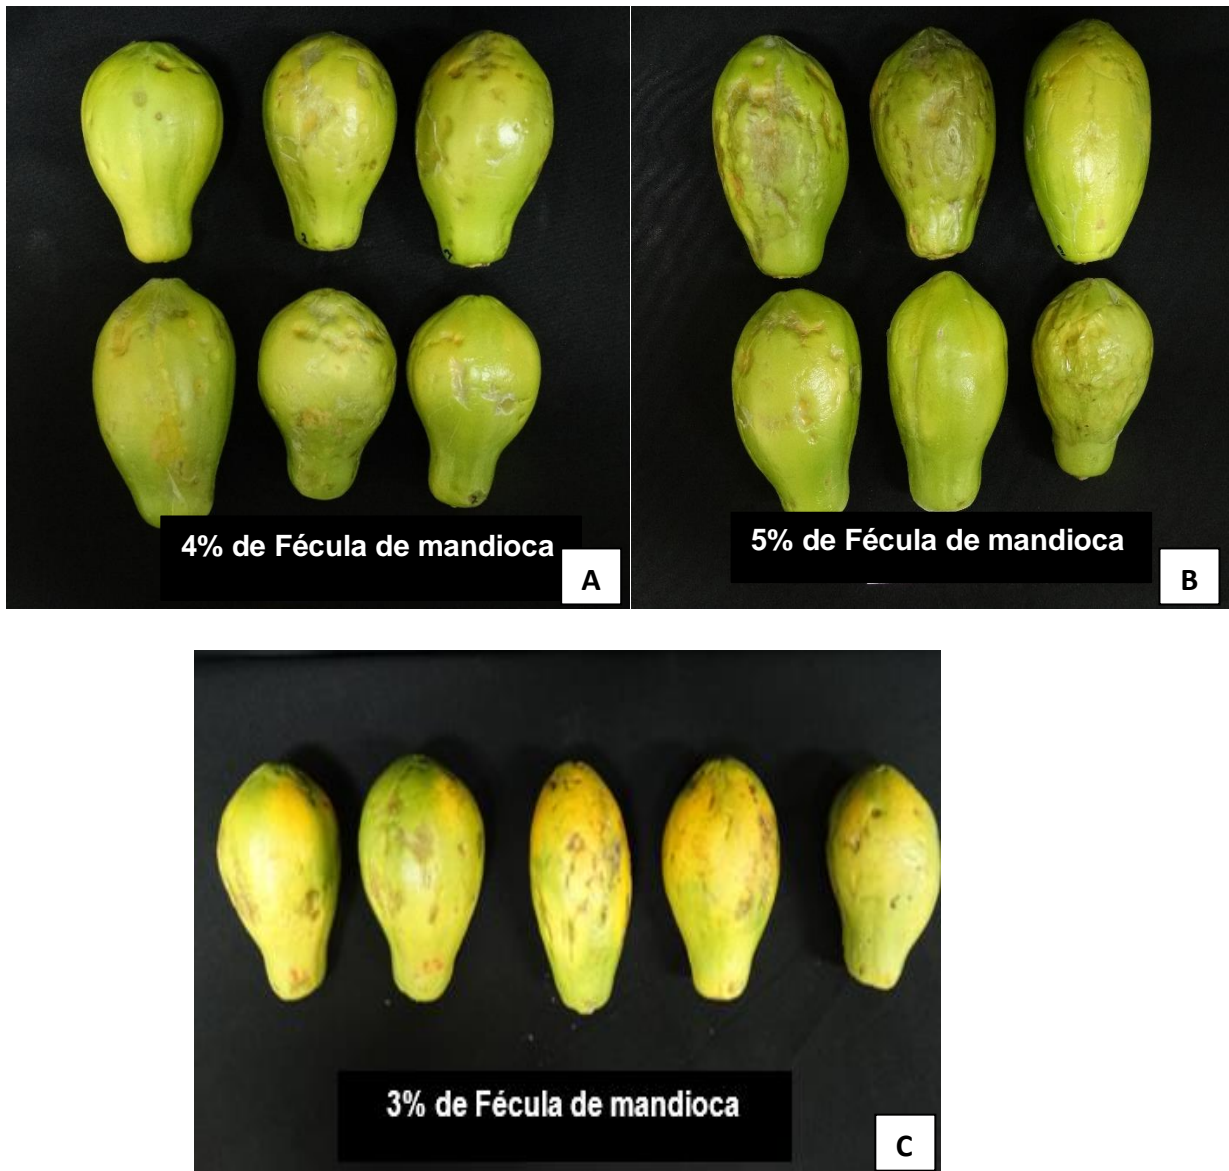 4% de Fécula de mandioca
A
5% de Fécula de mandioca
B
3% de Fécula de mandioca
C